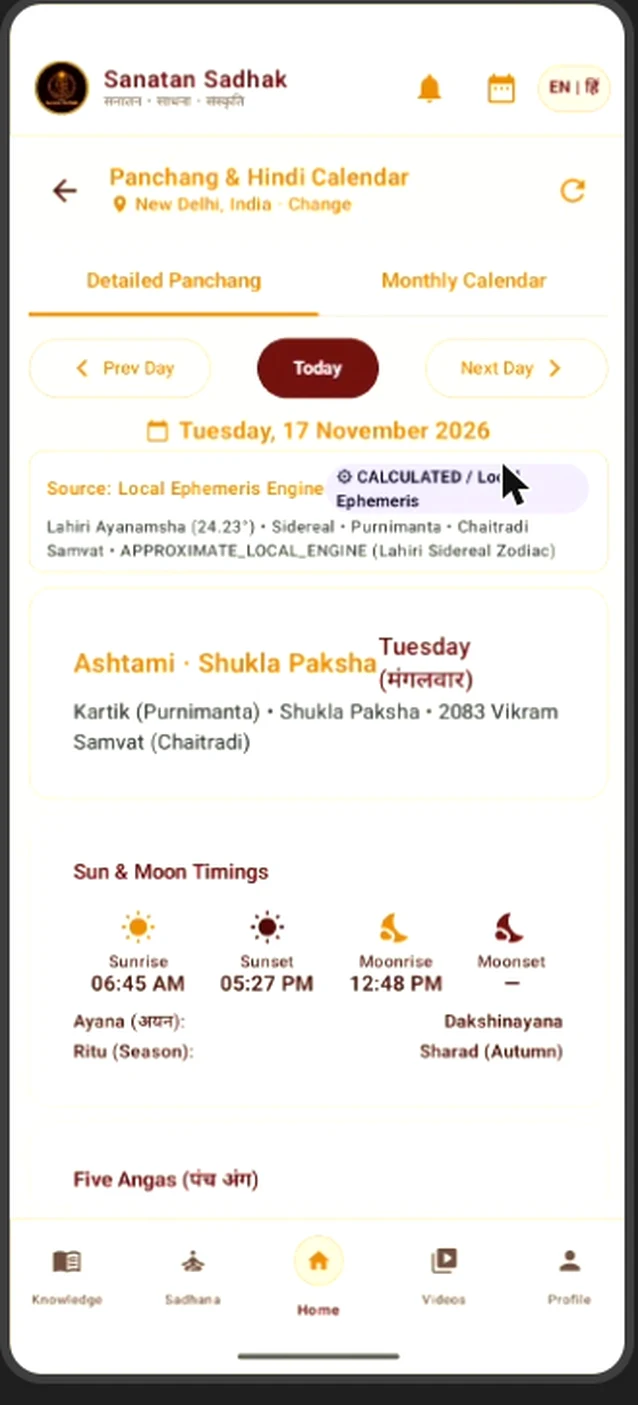 Sanatan Sadhak
सनातन • साधना • संस्कृति
EN | हिं
Panchang & Hindi Calendar
New Delhi, India · Change
Detailed Panchang
Monthly Calendar
Prev Day
Today
Next Day
Tuesday, 17 November 2026
Source: Local Ephemeris Engine
CALCULATED /
Ephemeris
Lahiri Ayanamsha (24.23°) • Sidereal • Purnimanta • Chaitradi
Samvat • APPROXIMATE_LOCAL_ENGINE (Lahiri Sidereal Zodiac)
Ashtami · Shukla Paksha
Tuesday
(मंगलवार)
Kartik (Purnimanta) • Shukla Paksha • 2083 Vikram
Samvat (Chaitradi)
Sun & Moon Timings
Sunrise Sunset Moonrise Moonset
06:45 AM 05:27 PM 12:48 PM —
Ayana (अयन): Dakshinayana
Ritu (Season): Sharad (Autumn)
Five Angas (पंच अंग)
Knowledge Sadhana Home Videos Profile